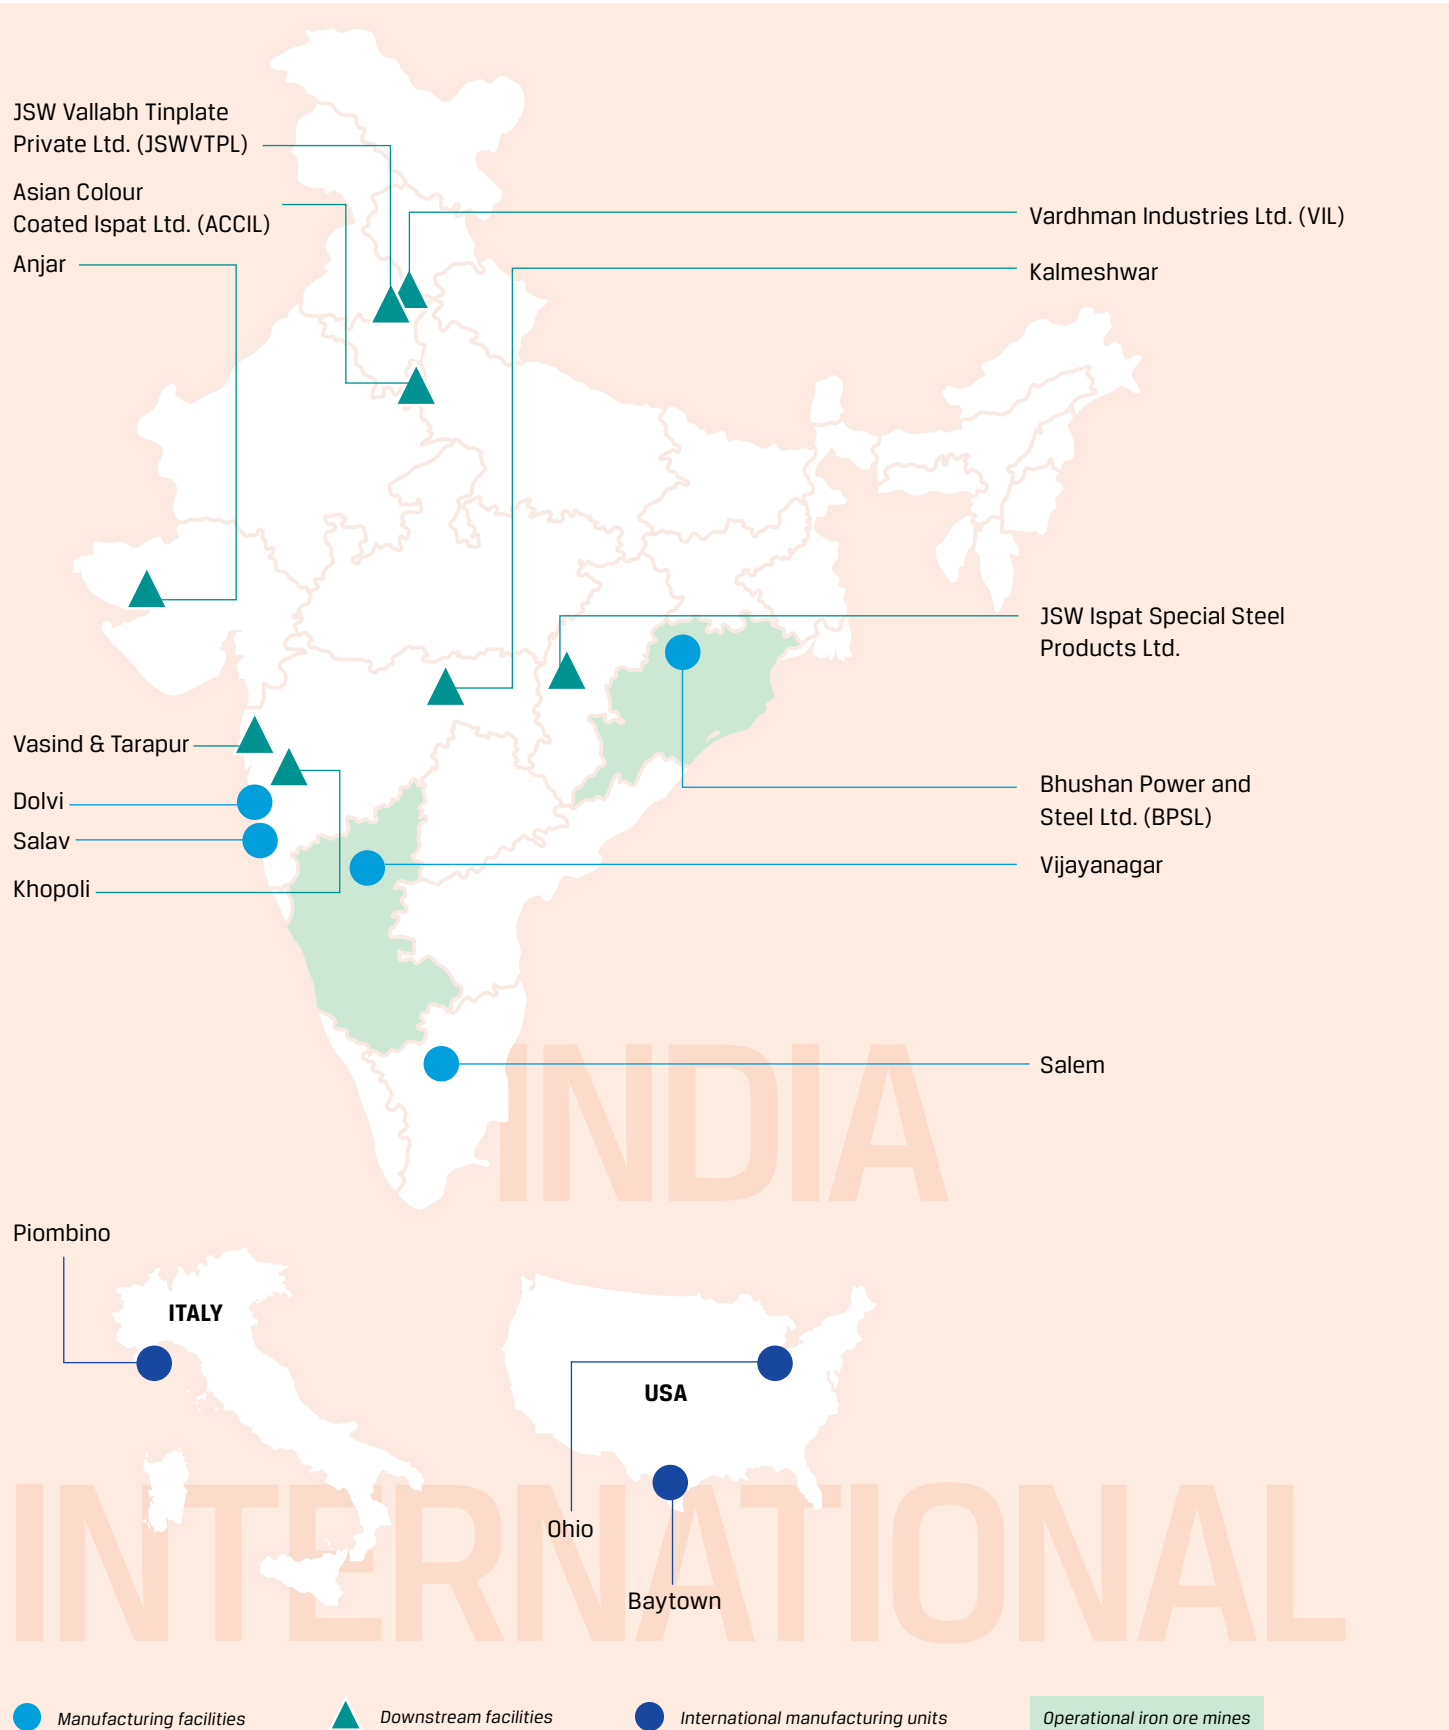 JSW Vallabh Tinplate
Private Ltd. (JSWVTPL)
Asian Colour
Coated Ispat Ltd. (ACCIL)
Anjar
Vardhman Industries Ltd. (VIL)
Kalmeshwar
JSW Ispat Special Steel
Products Ltd.
Vasind & Tarapur
Dolvi
Salav
Khopoli
Bhushan Power and
Steel Ltd. (BPSL)
Vijayanagar
Salem
INDIA
Piombino
ITALY
USA
Ohio
Baytown
INTERNATIONAL
Manufacturing facilities
Downstream facilities
International manufacturing units
Operational iron ore mines